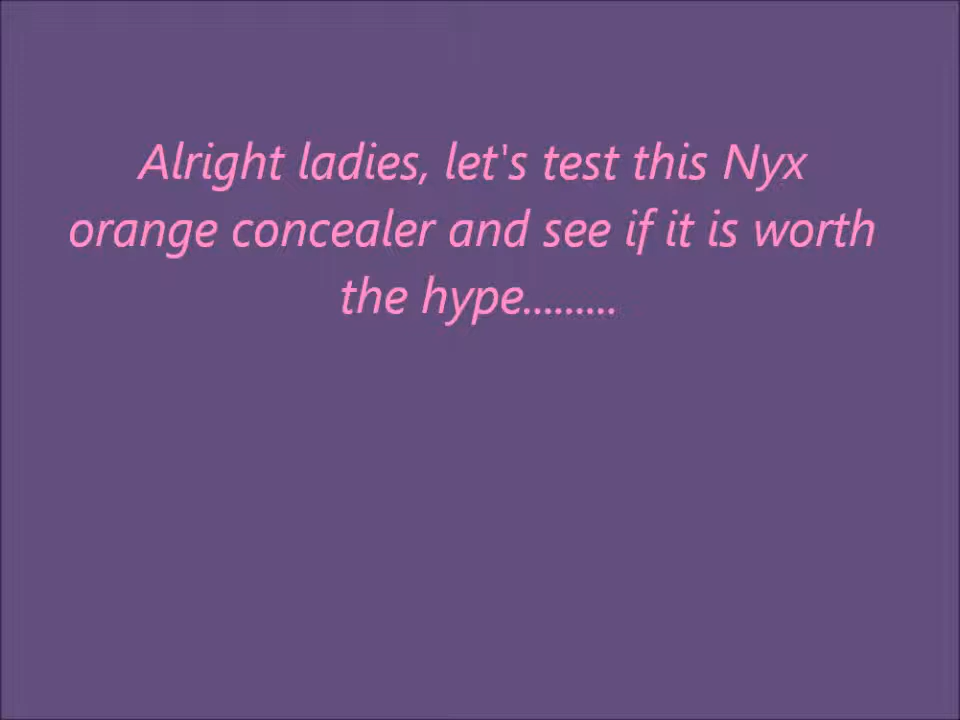 Alright ladies, let's test this Nyx
orange concealer and see if it is worth
the hype.........